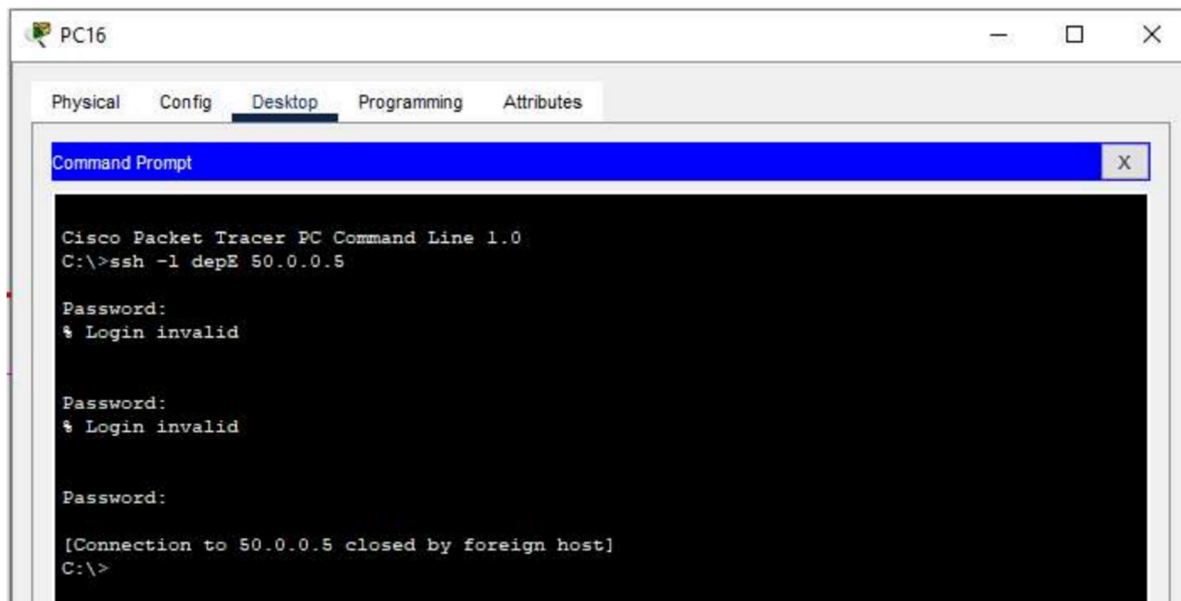 PC16
Physical Config Desktop Programming Attributes
Command Prompt X
Cisco Packet Tracer PC Command Line 1.0
C:\>ssh -l depE 50.0.0.5
Password:
% Login invalid
Password:
% Login invalid
Password:
[Connection to 50.0.0.5 closed by foreign host]
C:\>